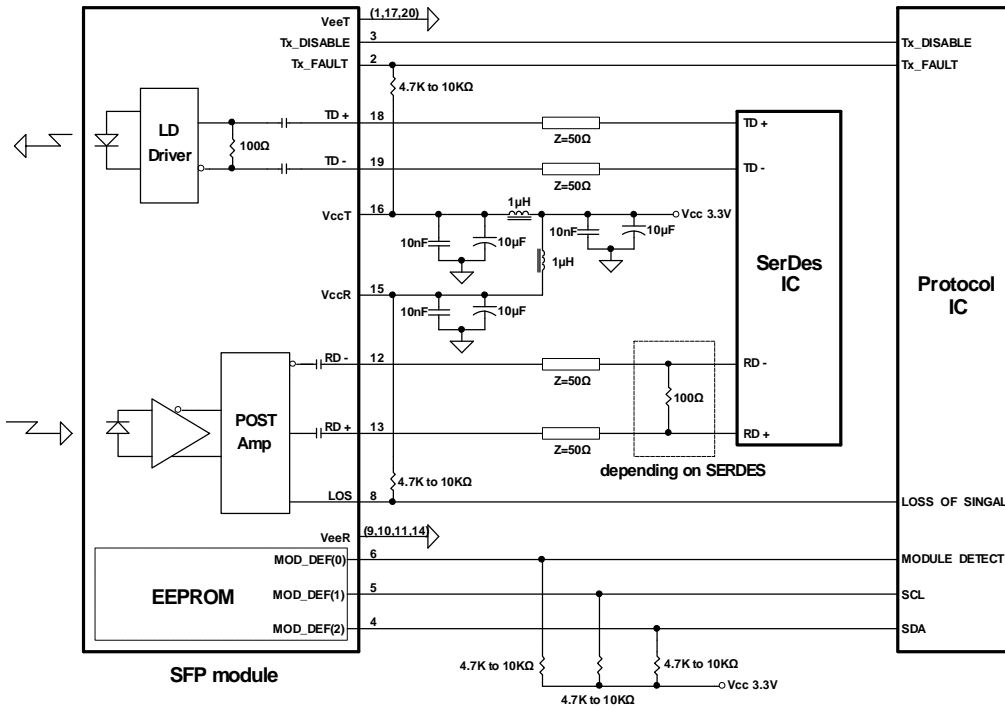 VeeT (1,17,20)
Tx_DISABLE 3 Tx_DISABLE
Tx_FAULT 2 Tx_FAULT
4.7K to 10KΩ
LD
Driver
100Ω
TD + 18 Z=50Ω TD +
TD - 19 Z=50Ω TD -
1µH
VccT 16 Vcc 3.3V
10nF 10µF 10nF 10µF
1µH
VccR 15
10nF 10µF
SerDes
IC
Protocol
IC
RD - 12 Z=50Ω RD -
100Ω
POST
Amp
RD + 13 Z=50Ω RD +
depending on SERDES
4.7K to 10KΩ
LOS 8 LOSS OF SINGAL
VeeR (9,10,11,14)
MOD_DEF(0) 6 MODULE DETECT
EEPROM
MOD_DEF(1) 5 SCL
MOD_DEF(2) 4 SDA
SFP module
4.7K to 10KΩ 4.7K to 10KΩ
4.7K to 10KΩ
Vcc 3.3V